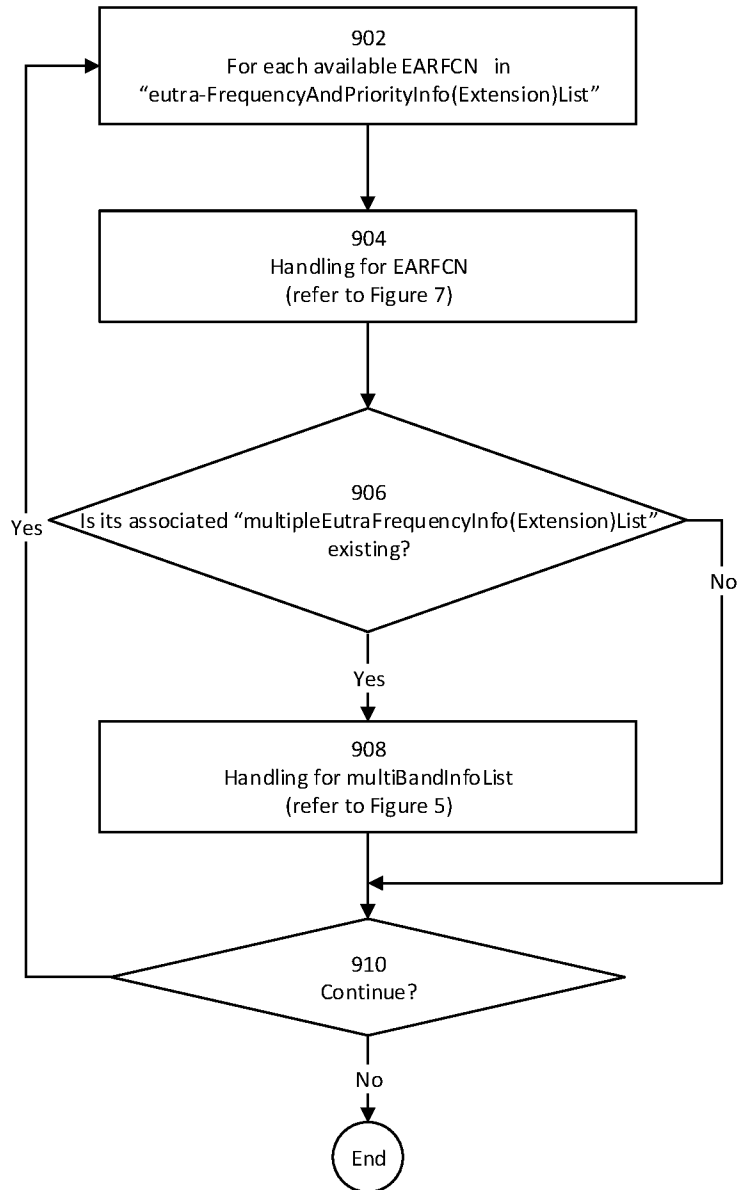 902
For each available EARFCN in
“eutra-FrequencyAndPriorityInfo(Extension)List”
904
Handling for EARFCN
(refer to Figure 7)
906
Is its associated “multipleEutraFrequencyInfo(Extension)List”
existing?
Yes
No
Yes
908
Handling for multiBandInfoList
(refer to Figure 5)
910
Continue?
No
End